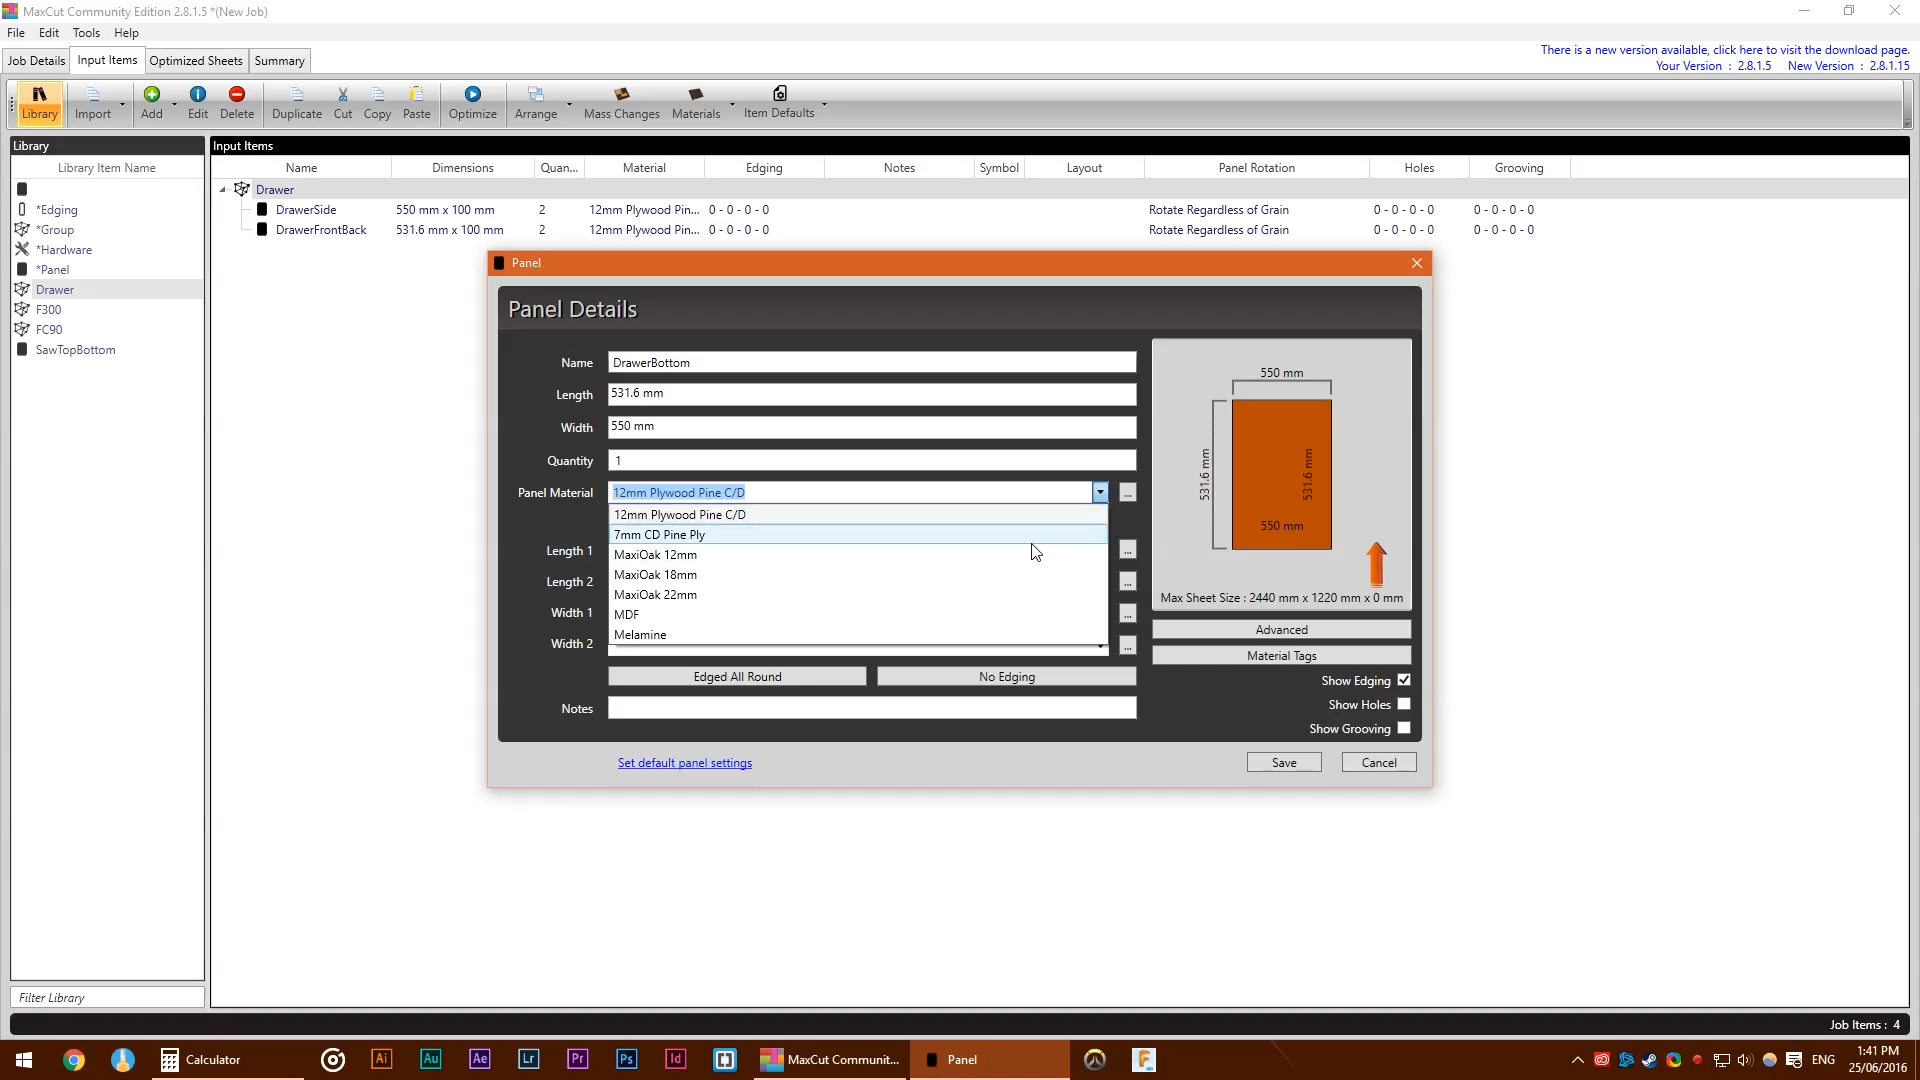 MaxCut Community Edition 2.8.1.5 *(New Job)
File Edit Tools Help
There is a new version available, click here to visit the download page.
Your Version : 2.8.1.5 New Version : 2.8.1.15
Job Details Input Items Optimized Sheets Summary
Library Import Add Edit Delete Duplicate Cut Copy Paste Optimize Arrange Mass Changes Materials Item Defaults
Library
Library Item Name
*Edging
*Group
*Hardware
*Panel
Drawer
F300
FC90
SawTopBottom
Filter Library
Input Items
Name Dimensions Quan... Material Edging Notes Symbol Layout Panel Rotation Holes Grooving
Drawer
DrawerSide 550 mm x 100 mm 2 12mm Plywood Pin... 0 - 0 - 0 - 0 Rotate Regardless of Grain 0 - 0 - 0 - 0 0 - 0 - 0 - 0
DrawerFrontBack 531.6 mm x 100 mm 2 12mm Plywood Pin... 0 - 0 - 0 - 0 Rotate Regardless of Grain 0 - 0 - 0 - 0 0 - 0 - 0 - 0
Panel
Panel Details
Name DrawerBottom
Length 531.6 mm
Width 550 mm
Quantity 1
Panel Material 12mm Plywood Pine C/D ...
12mm Plywood Pine C/D
7mm CD Pine Ply
MaxiOak 12mm
MaxiOak 18mm
MaxiOak 22mm
MDF
Melamine
Length 1 ...
Length 2 ...
Width 1 ...
Width 2 ...
Edged All Round No Edging
Notes
550 mm
531.6 mm
531.6 mm
550 mm
Max Sheet Size : 2440 mm x 1220 mm x 0 mm
Advanced
Material Tags
Show Edging
Show Holes
Show Grooving
Set default panel settings
Save Cancel
Job Items : 4
Calculator Ai Au Ae Lr Pr Ps Id MaxCut Communit... Panel F ENG
1:41 PM
25/06/2016